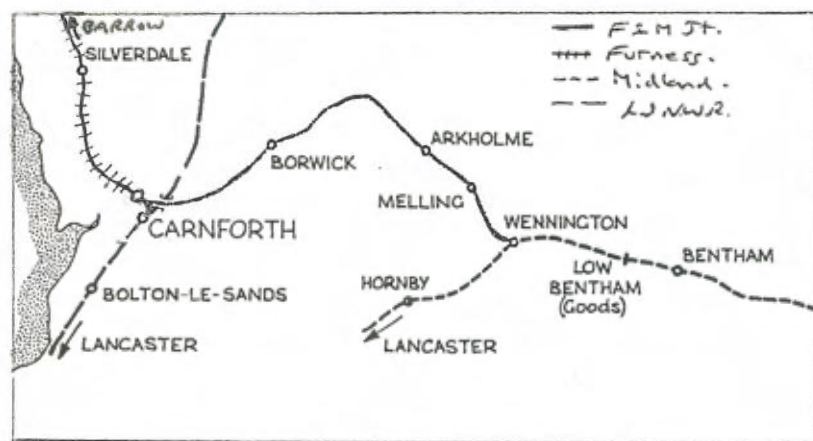 BARROW
SILVERDALE
F & M Jt.
Furness.
Midland.
L.N.W.R.
BORWICK
ARKHOLME
MELLING
WENNINGTON
CARNFORTH
LOW
BENTHAM
(Goods)
BENTHAM
HORNBY
BOLTON-LE-SANDS
LANCASTER
LANCASTER